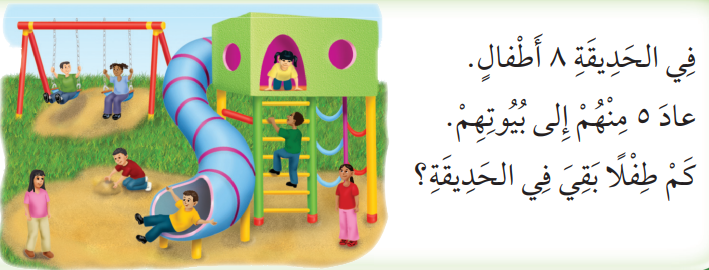 فِي الحَدِيقَةِ ٨ أَطْفالٍ.
عادَ ٥ مِنْهُمْ إِلى بُيُوتِهِمْ.
كَمْ طِفْلًا بَقِيَ فِي الحَدِيقَةِ؟